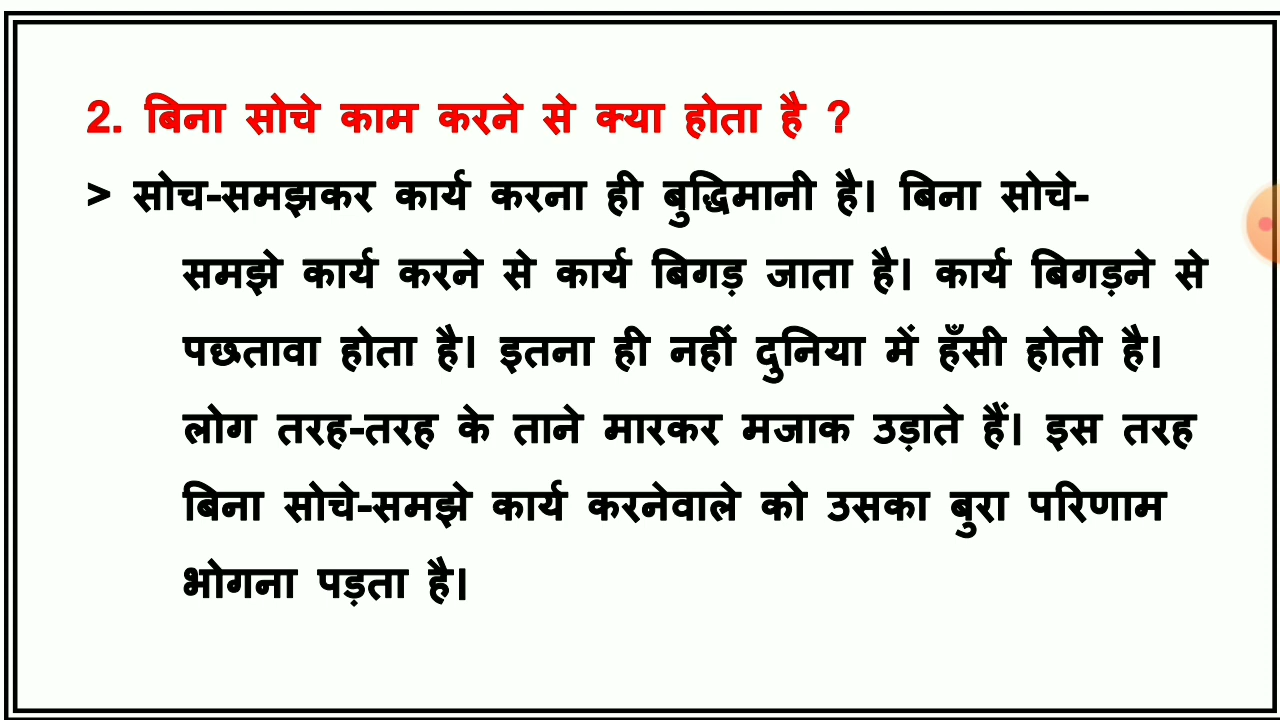 2. बिना सोचे काम करने से क्या होता है ?
> सोच-समझकर कार्य करना ही बुद्धिमानी है। बिना सोचे-
समझे कार्य करने से कार्य बिगड़ जाता है। कार्य बिगड़ने से
पछतावा होता है। इतना ही नहीं दुनिया में हँसी होती है।
लोग तरह-तरह के ताने मारकर मजाक उड़ाते हैं। इस तरह
बिना सोचे-समझे कार्य करनेवाले को उसका बुरा परिणाम
भोगना पड़ता है।